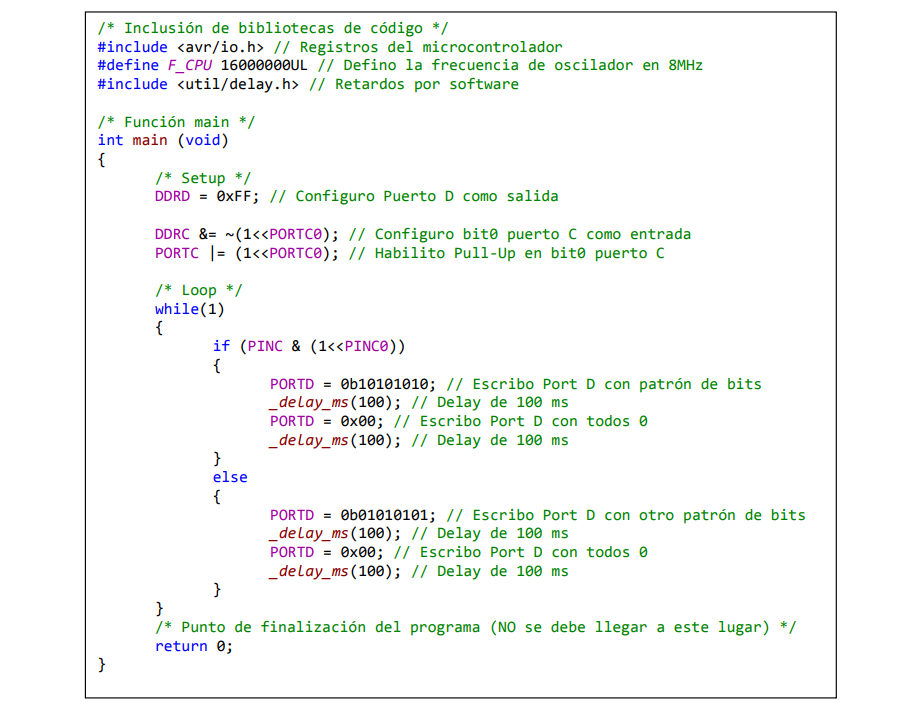 /* Inclusión de bibliotecas de código */
#include <avr/io.h> // Registros del microcontrolador
#define F_CPU 16000000UL // Defino la frecuencia de oscilador en 8MHz
#include <util/delay.h> // Retardos por software

/* Función main */
int main (void)
{
/* Setup */
DDRD = 0xFF; // Configuro Puerto D como salida

DDRC &= ~(1<<PORTC0); // Configuro bit0 puerto C como entrada
PORTC |= (1<<PORTC0); // Habilito Pull-Up en bit0 puerto C

/* Loop */
while(1)
{
if (PINC & (1<<PINC0))
{
PORTD = 0b10101010; // Escribo Port D con patrón de bits
_delay_ms(100); // Delay de 100 ms
PORTD = 0x00; // Escribo Port D con todos 0
_delay_ms(100); // Delay de 100 ms
}
else
{
PORTD = 0b01010101; // Escribo Port D con otro patrón de bits
_delay_ms(100); // Delay de 100 ms
PORTD = 0x00; // Escribo Port D con todos 0
_delay_ms(100); // Delay de 100 ms
}
}
/* Punto de finalización del programa (NO se debe llegar a este lugar) */
return 0;
}